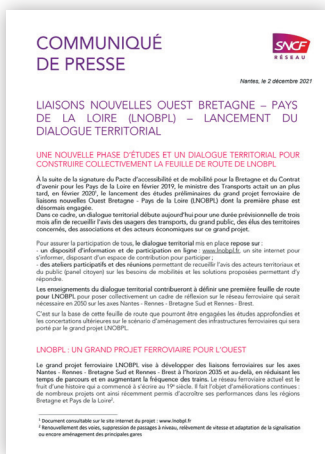 COMMUNIQUÉ
DE PRESSE
SNCF
RÉSEAU
Nantes, le 2 décembre 2021
LIAISONS NOUVELLES OUEST BRETAGNE – PAYS
DE LA LOIRE (LNOBPL) – LANCEMENT DU
DIALOGUE TERRITORIAL
UNE NOUVELLE PHASE D'ÉTUDES ET UN DIALOGUE TERRITORIAL POUR
CONSTRUIRE COLLECTIVEMENT LA FEUILLE DE ROUTE DE LNOBPL
À la suite de la signature du Pacte d'accessibilité et de mobilité pour la Bretagne et du Contrat
d'avenir pour les Pays de la Loire en février 2019, le ministre des Transports actait un an plus
tard, en février 2020¹, le lancement des études préliminaires du grand projet ferroviaire de
liaisons nouvelles Ouest Bretagne - Pays de la Loire (LNOBPL) dont la première phase est
désormais engagée.
Dans ce cadre, un dialogue territorial débute aujourd'hui pour une durée prévisionnelle de trois
mois afin de recueillir l'avis des usagers des transports, du grand public, des élus des territoires
concernés, des associations et des acteurs économiques sur ce grand projet.
Pour assurer la participation de tous, le dialogue territorial mis en place repose sur :
- un dispositif d'information et de participation en ligne : www.lnobpl.fr, un site internet pour
s'informer, disposant d'un espace de contribution pour participer ;
- des ateliers participatifs et des réunions permettant de recueillir l'avis des acteurs territoriaux et
du public (panel citoyen) sur les besoins de mobilités et les solutions proposées permettant d'y
répondre.
Les enseignements du dialogue territorial contribueront à définir une première feuille de route
pour LNOBPL pour poser collectivement un cadre de réflexion sur le réseau ferroviaire qui serait
nécessaire en 2050 sur les axes Nantes - Rennes - Bretagne Sud et Rennes - Brest.
C'est sur la base de cette feuille de route que pourront être engagées les études approfondies et
les concertations ultérieures sur le scénario d'aménagement des infrastructures ferroviaires qui sera
porté par le grand projet LNOBPL.
LNOBPL : UN GRAND PROJET FERROVIAIRE POUR L'OUEST
Le grand projet ferroviaire LNOBPL vise à développer des liaisons ferroviaires sur les axes
Nantes - Rennes - Bretagne Sud et Rennes - Brest à l'horizon 2035 et au-delà, en réduisant les
temps de parcours et en augmentant la fréquence des trains. Le réseau ferroviaire actuel est le
fruit d'une histoire qui a commencé à s'écrire au 19ᵉ siècle. Il fait l'objet d'améliorations continues ;
de nombreux projets ont ainsi récemment permis d'accroître ses performances dans les régions
Bretagne et Pays de la Loire².
¹ Document consultable sur le site internet du projet : www.lnobpl.fr
² Renouvellement des voies, suppression de passages à niveau, relèvement de vitesse et adaptation de la signalisation
ou encore aménagement des principales gares